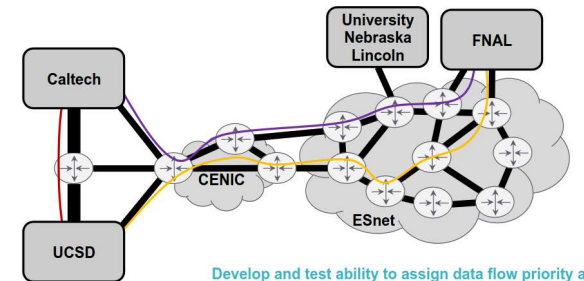 University
Nebraska
Lincoln
FNAL
Caltech
CENIC
ESnet
UCSD
Develop and test ability to assign data flow priority a